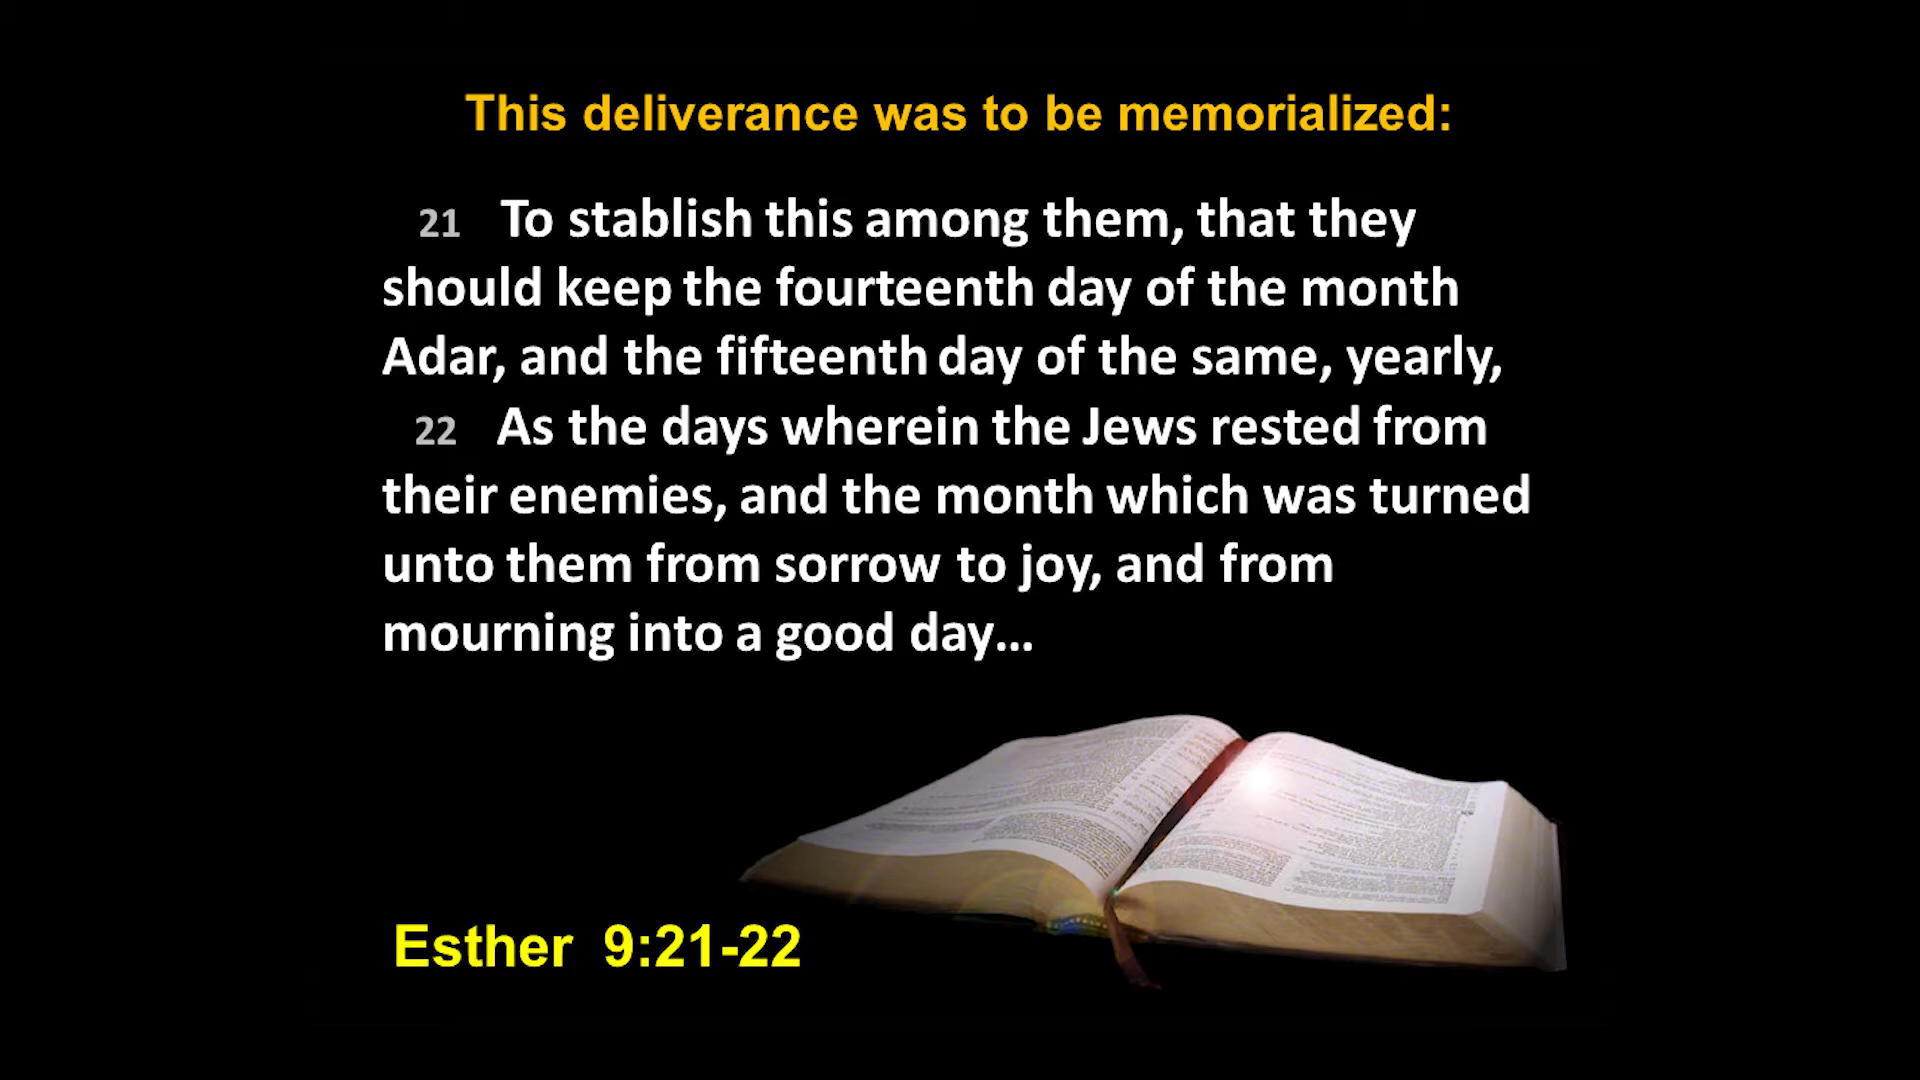 This deliverance was to be memorialized:
21 To stablish this among them, that they
should keep the fourteenth day of the month
Adar, and the fifteenth day of the same, yearly,
22 As the days wherein the Jews rested from
their enemies, and the month which was turned
unto them from sorrow to joy, and from
mourning into a good day...
Esther 9:21-22